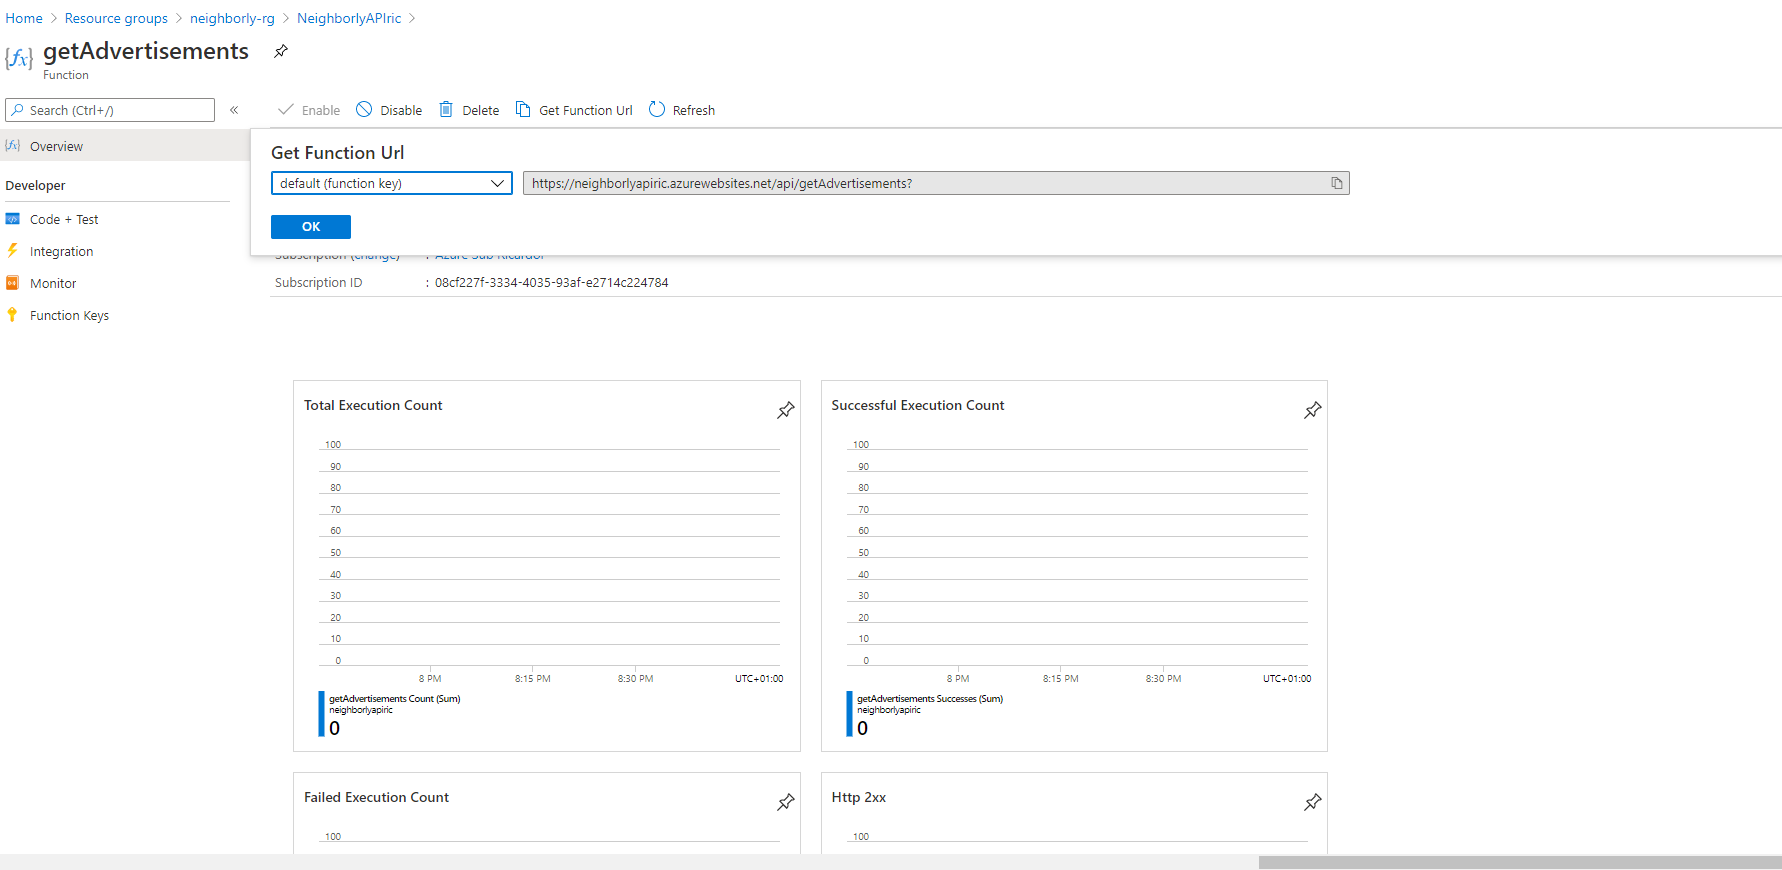 Home > Resource groups > neighborly-rg > NeighborlyAPIric >
{fx} getAdvertisements
Function
Search (Ctrl+/) «
Enable Disable Delete Get Function Url Refresh
{fx} Overview
Developer
Code + Test
Integration
Monitor
Function Keys
Get Function Url
default (function key) https://neighborlyapiric.azurewebsites.net/api/getAdvertisements?
OK
Subscription (change) : Azure Sub Ricardor
Subscription ID : 08cf227f-3334-4035-93af-e2714c224784
Total Execution Count
100
90
80
70
60
50
40
30
20
10
0
8 PM 8:15 PM 8:30 PM UTC+01:00
getAdvertisements Count (Sum)
neighborlyapiric
0
Successful Execution Count
100
90
80
70
60
50
40
30
20
10
0
8 PM 8:15 PM 8:30 PM UTC+01:00
getAdvertisements Successes (Sum)
neighborlyapiric
0
Failed Execution Count
100
Http 2xx
100